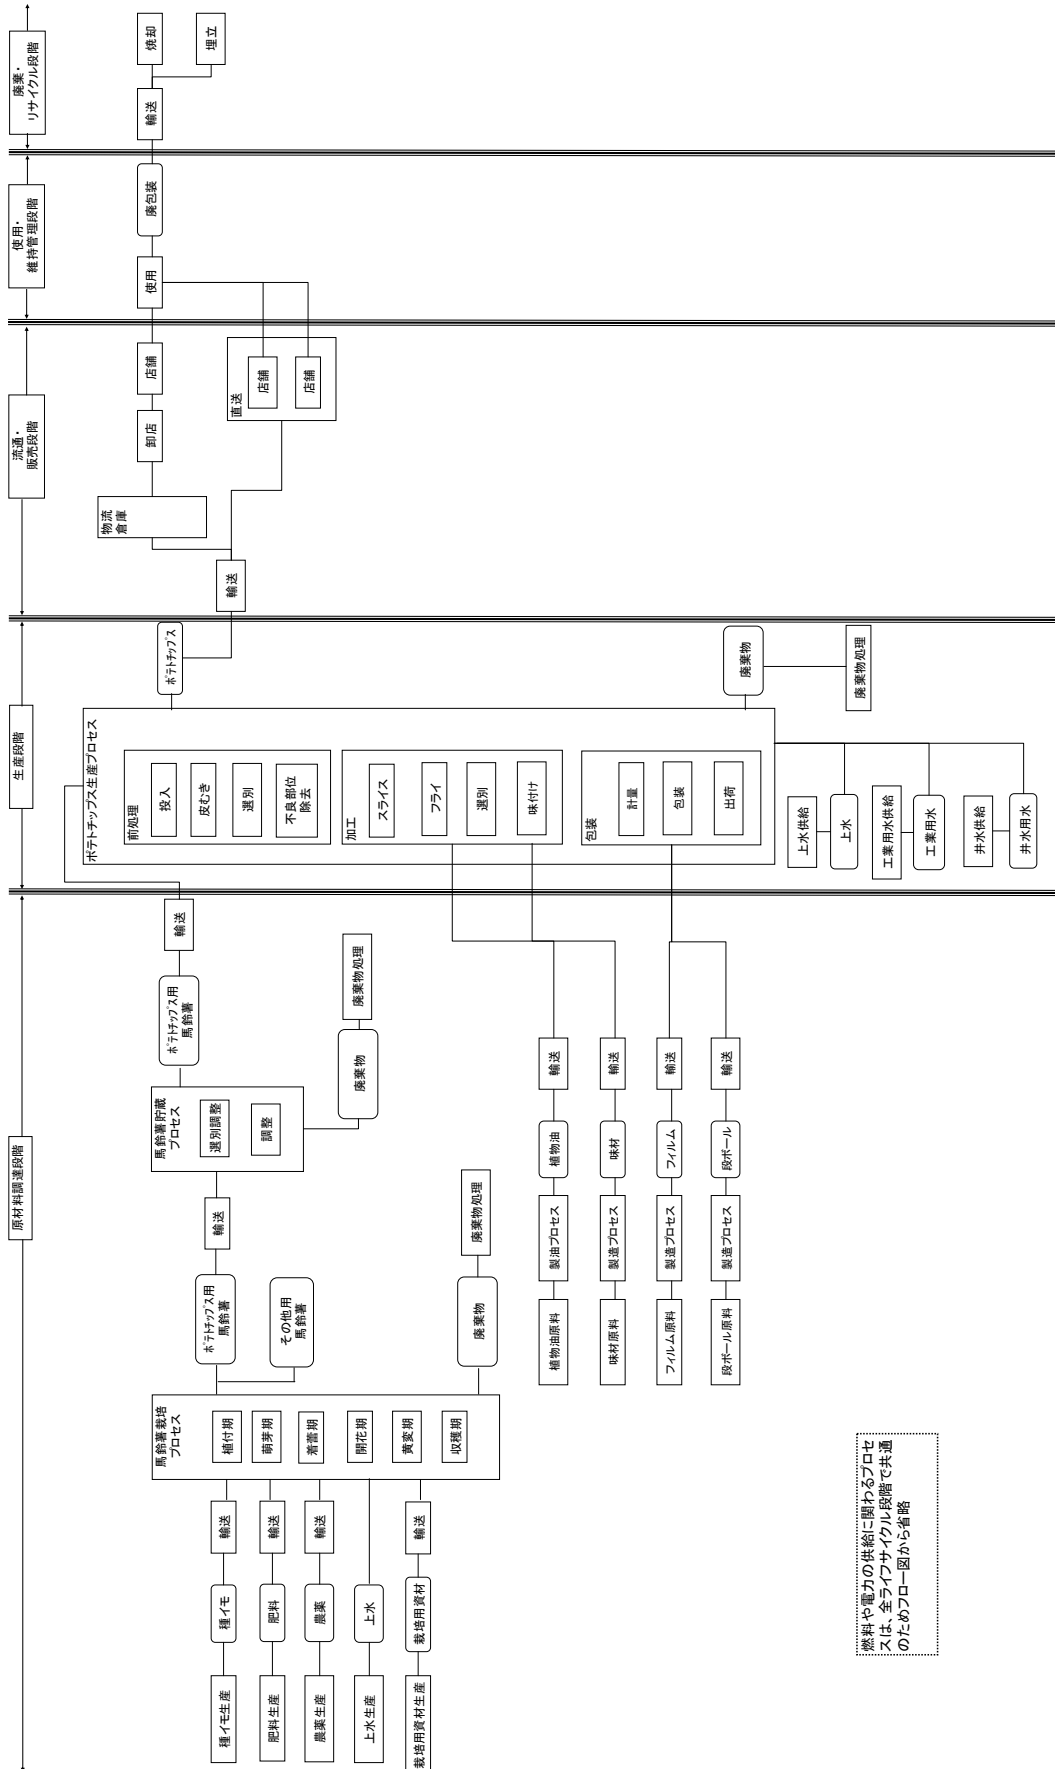 原材料調達段階
生産段階
流通・
販売段階
使用・
維持管理段階
廃棄・
リサイクル段階
種イモ生産
種イモ
輸送
肥料生産
肥料
輸送
農薬生産
農薬
輸送
上水生産
上水
栽培用資材生産
栽培用資材
輸送
馬鈴薯栽培
プロセス
植付期
萌芽期
着蕾期
開花期
黄変期
収穫期
ポテトチップス用
馬鈴薯
その他用
馬鈴薯
廃棄物
廃棄物処理
輸送
馬鈴薯貯蔵
プロセス
選別調整
調整
廃棄物
廃棄物処理
ポテトチップス用
馬鈴薯
輸送
植物油原料
製油プロセス
植物油
輸送
味材原料
製造プロセス
味材
輸送
フィルム原料
製造プロセス
フィルム
輸送
段ボール原料
製造プロセス
段ボール
輸送
ポテトチップス生産プロセス
前処理
投入
皮むき
選別
不良部位
除去
加工
スライス
フライ
選別
味付け
包装
計量
包装
出荷
上水供給
上水
工業用水供給
工業用水
井水供給
井水用水
ポテトチップス
廃棄物
廃棄物処理
輸送
物流
倉庫
卸店
店舗
直送
店舗
店舗
使用
廃包装
輸送
焼却
埋立
燃料や電力の供給に関わるプロセ
スは、全ライフサイクル段階で共通
のためフロー図から省略